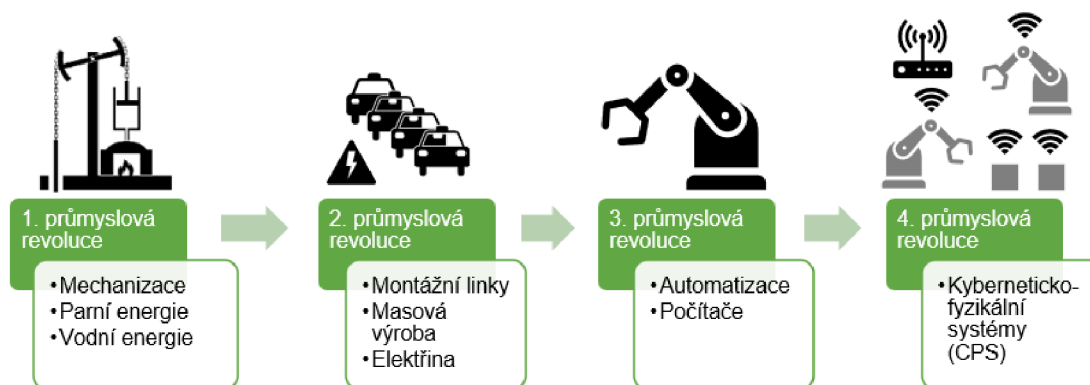 1. průmyslová
revoluce
•Mechanizace
•Parní energie
•Vodní energie
2. průmyslová
revoluce
•Montážní linky
•Masová
výroba
•Elektřina
3. průmyslová
revoluce
•Automatizace
•Počítače
4. průmyslová
revoluce
•Kyberneticko-
fyzikální
systémy
(CPS)